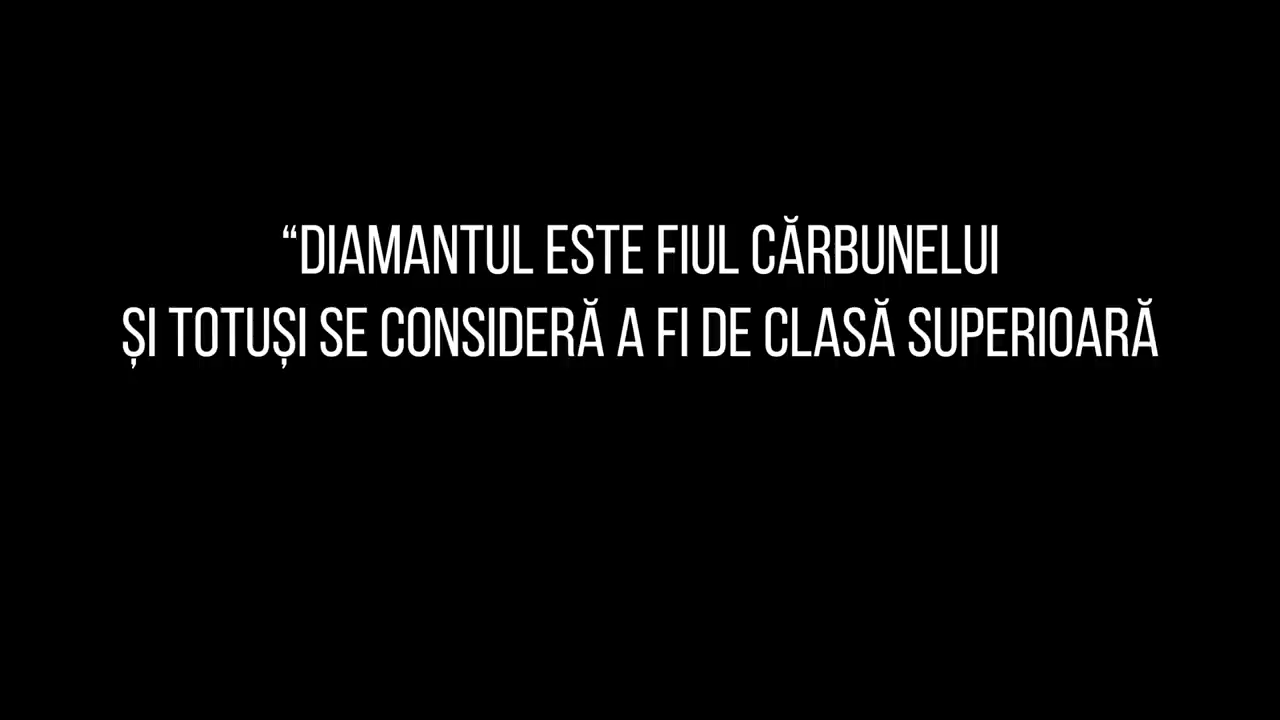 “DIAMANTUL ESTE FIUL CĂRBUNELUI
ȘI TOTUȘI SE CONSIDERĂ A FI DE CLASĂ SUPERIOARĂ